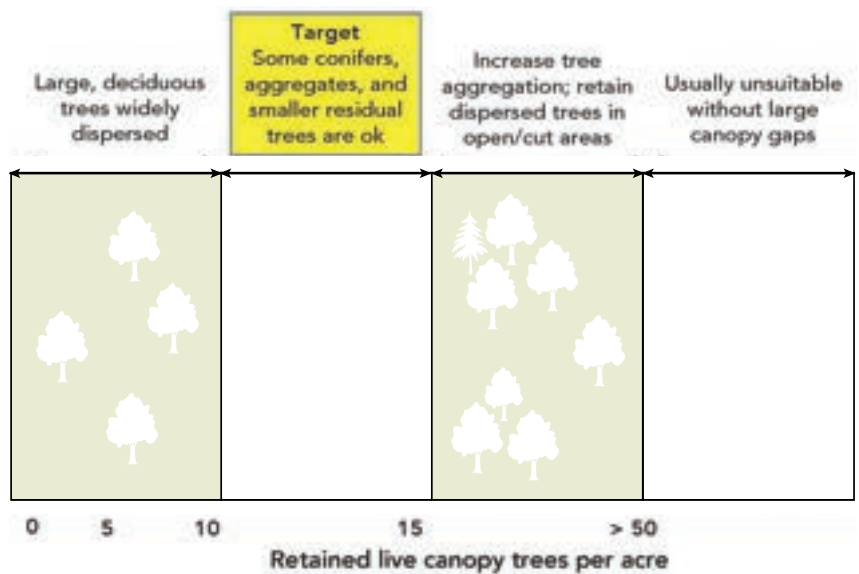 Large, deciduous
trees widely
dispersed
Target
Some conifers,
aggregates, and
smaller residual
trees are ok
Increase tree
aggregation; retain
dispersed trees in
open/cut areas
Usually unsuitable
without large
canopy gaps
0 5 10 15 > 50
Retained live canopy trees per acre